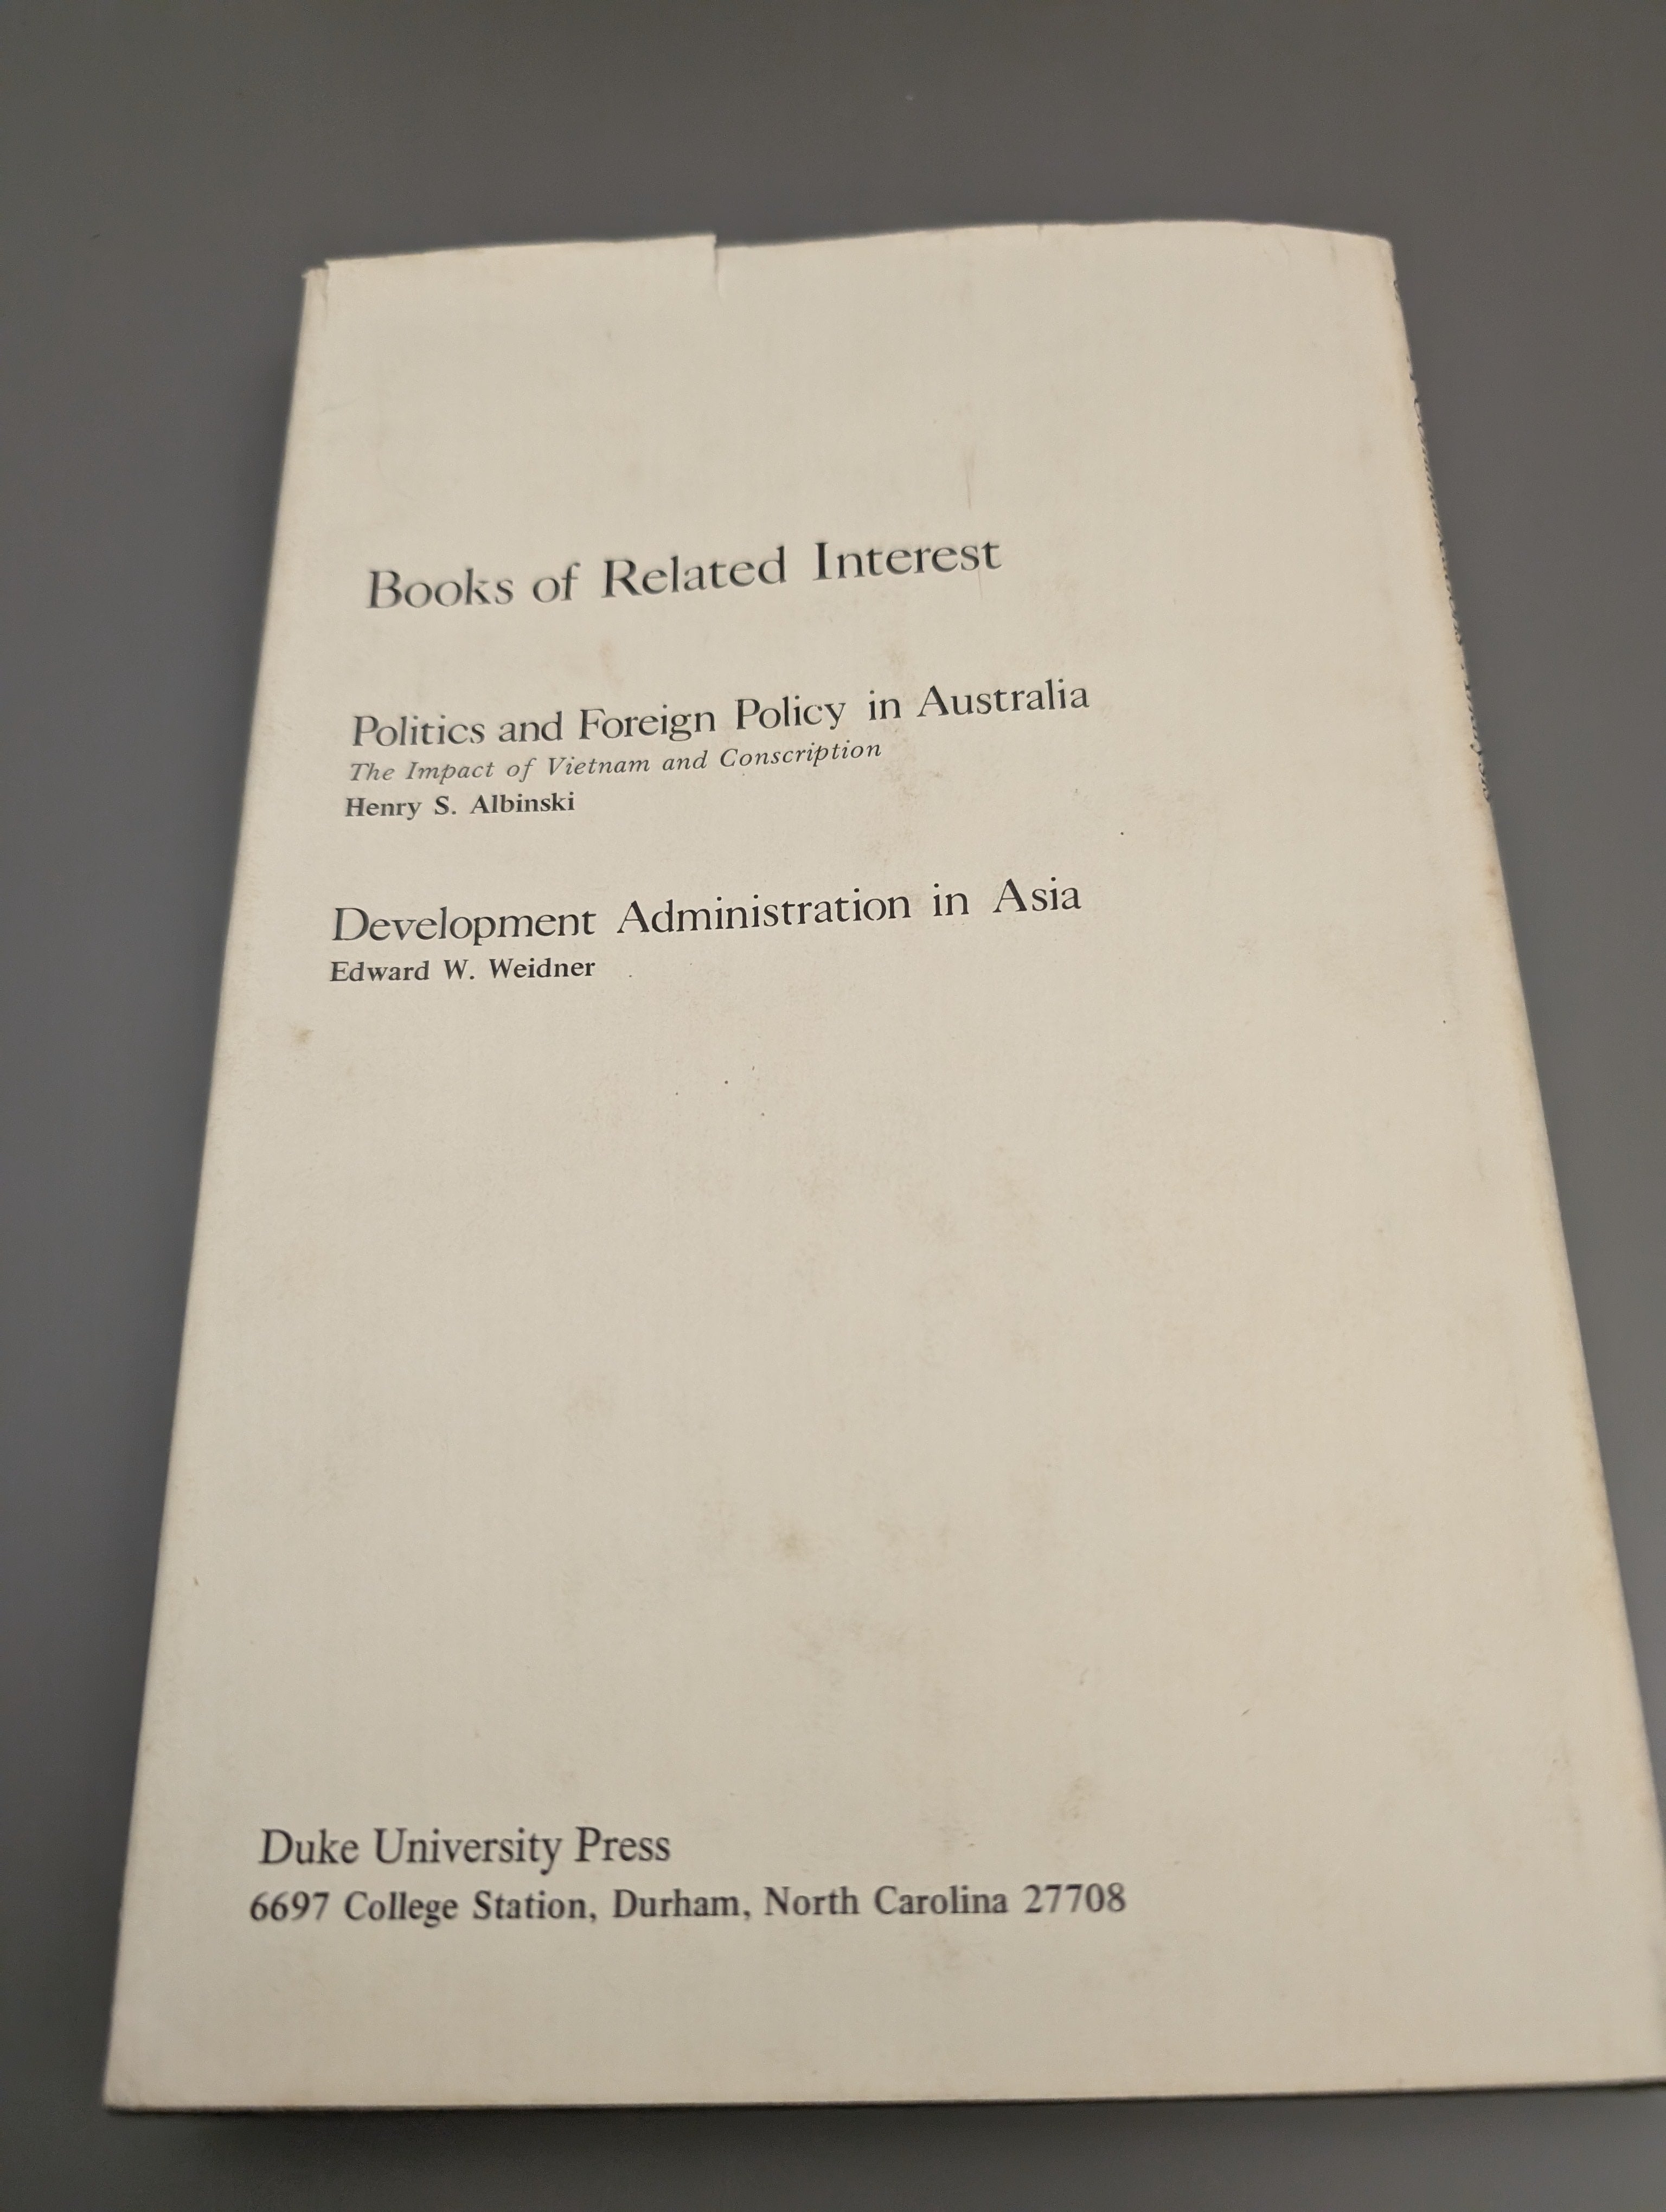 Books of Related Interest
Politics and Foreign Policy in Australia
The Impact of Vietnam and Conscription
Henry S. Albinski
Development Administration in Asia
Edward W. Weidner
Duke University Press
6697 College Station, Durham, North Carolina 27708